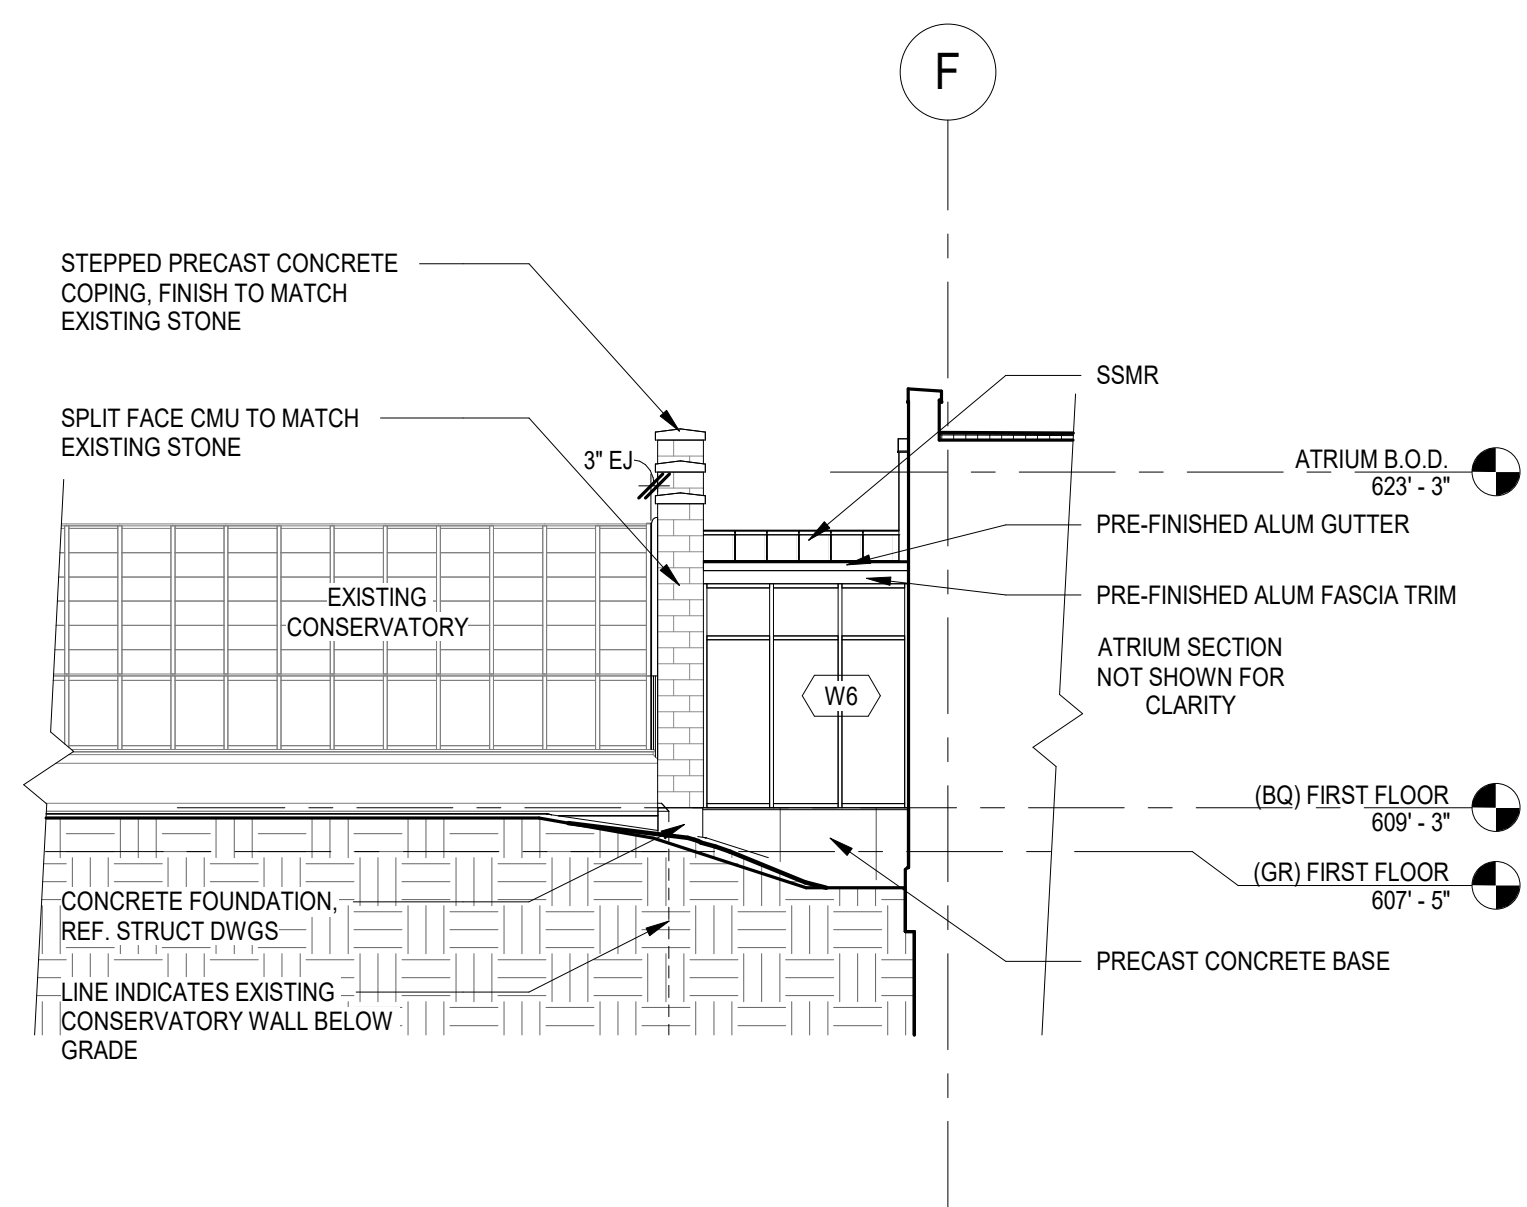 F
STEPPED PRECAST CONCRETE
COPING, FINISH TO MATCH
EXISTING STONE
SPLIT FACE CMU TO MATCH
EXISTING STONE
3" EJ
SSMR
ATRIUM B.O.D.
623' - 3"
PRE-FINISHED ALUM GUTTER
PRE-FINISHED ALUM FASCIA TRIM
EXISTING
CONSERVATORY
ATRIUM SECTION
NOT SHOWN FOR
CLARITY
W6
(BQ) FIRST FLOOR
609' - 3"
(GR) FIRST FLOOR
607' - 5"
CONCRETE FOUNDATION,
REF. STRUCT DWGS
PRECAST CONCRETE BASE
LINE INDICATES EXISTING
CONSERVATORY WALL BELOW
GRADE